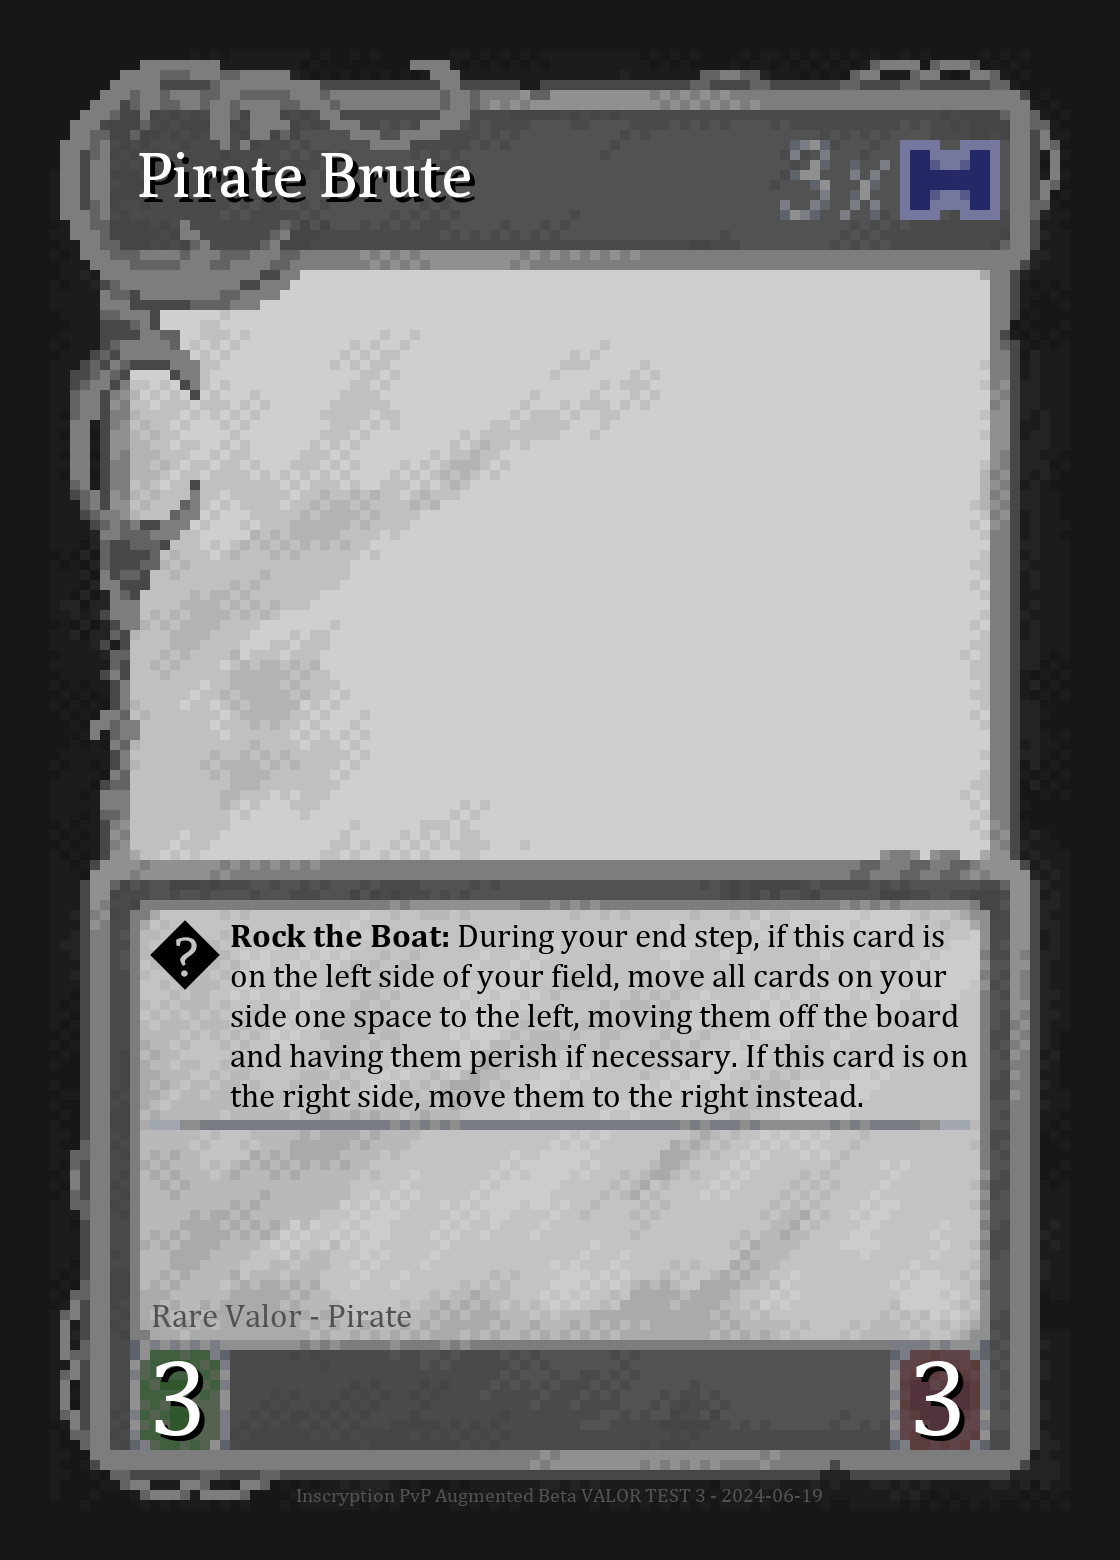 Pirate Brute
3x
? Rock the Boat: During your end step, if this card is
on the left side of your field, move all cards on your
side one space to the left, moving them off the board
and having them perish if necessary. If this card is on
the right side, move them to the right instead.
Rare Valor - Pirate
3 3
Inscryption PvP Augmented Beta VALOR TEST 3 - 2024-06-19